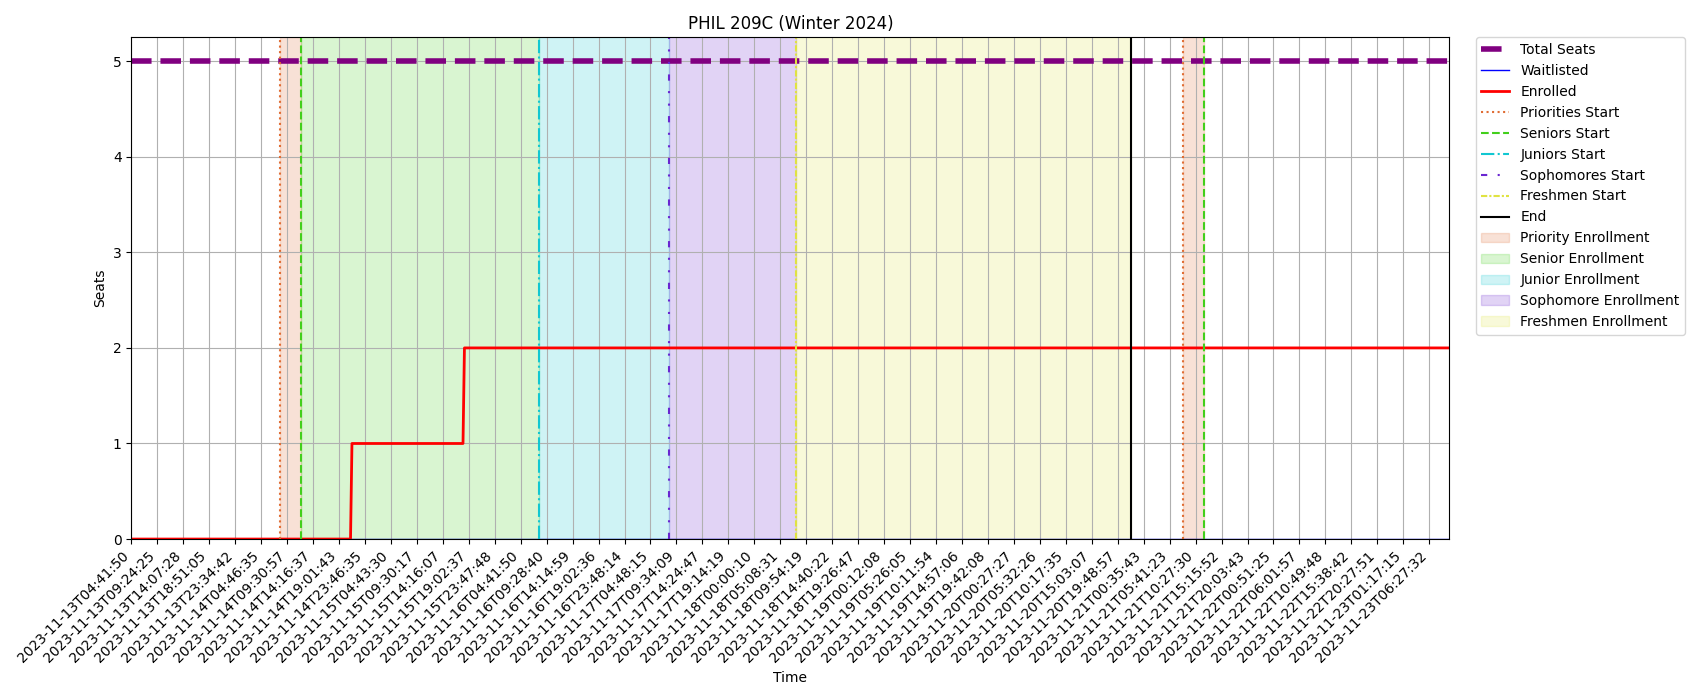 PHIL 209C (Winter 2024)
Seats
5
4
3
2
1
0
2023-11-13T04:41:50
2023-11-13T09:24:25
2023-11-13T14:07:28
2023-11-13T18:51:05
2023-11-13T23:34:42
2023-11-14T04:46:35
2023-11-14T09:30:57
2023-11-14T14:16:37
2023-11-14T19:01:43
2023-11-14T23:46:35
2023-11-15T04:43:30
2023-11-15T09:30:17
2023-11-15T14:16:07
2023-11-15T19:02:37
2023-11-15T23:47:48
2023-11-16T04:41:50
2023-11-16T09:28:40
2023-11-16T14:14:59
2023-11-16T19:02:36
2023-11-16T23:48:14
2023-11-17T04:48:15
2023-11-17T09:34:09
2023-11-17T14:24:47
2023-11-17T19:14:19
2023-11-18T00:00:10
2023-11-18T05:08:31
2023-11-18T09:54:19
2023-11-18T14:40:22
2023-11-18T19:26:47
2023-11-19T00:12:08
2023-11-19T05:26:05
2023-11-19T10:11:54
2023-11-19T14:57:06
2023-11-19T19:42:08
2023-11-20T00:27:27
2023-11-20T05:32:26
2023-11-20T10:17:35
2023-11-20T15:03:07
2023-11-20T19:48:57
2023-11-21T00:35:43
2023-11-21T05:41:23
2023-11-21T10:27:30
2023-11-21T15:15:52
2023-11-21T20:03:43
2023-11-22T00:51:25
2023-11-22T06:01:57
2023-11-22T10:49:48
2023-11-22T15:38:42
2023-11-22T20:27:51
2023-11-23T01:17:15
2023-11-23T06:27:32
Time
Total Seats
Waitlisted
Enrolled
Priorities Start
Seniors Start
Juniors Start
Sophomores Start
Freshmen Start
End
Priority Enrollment
Senior Enrollment
Junior Enrollment
Sophomore Enrollment
Freshmen Enrollment